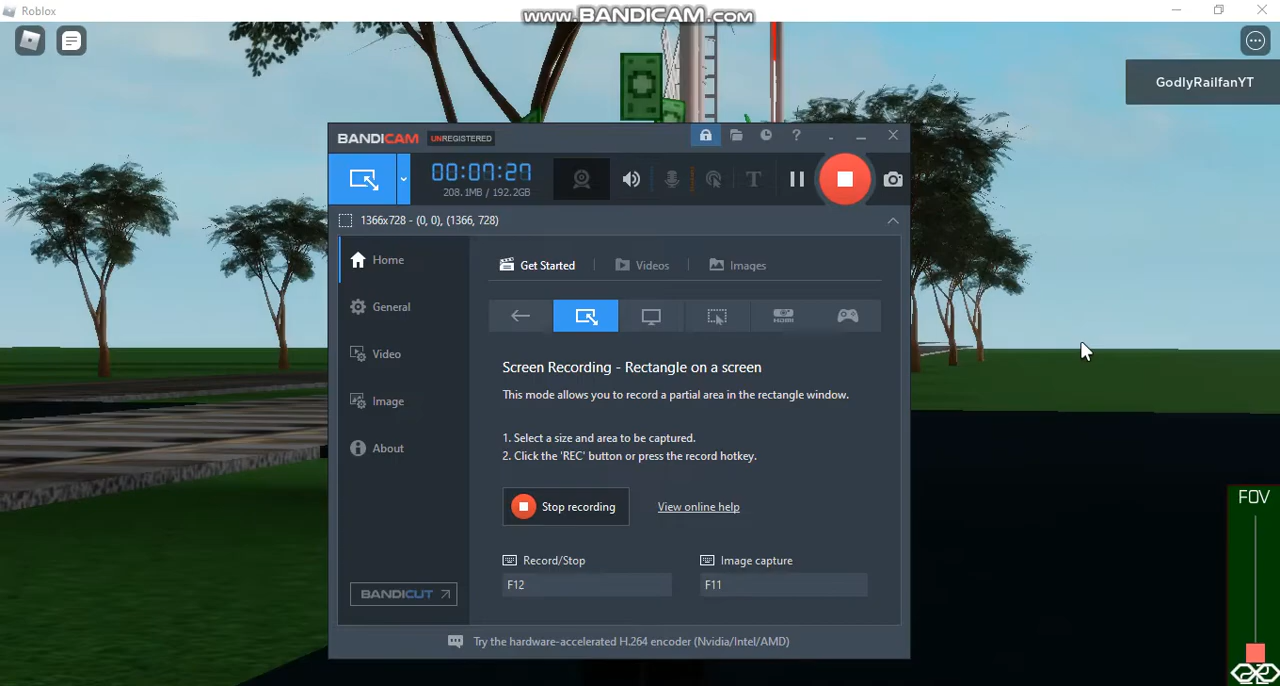 Roblox
www.BANDICAM.com
GodlyRailfanYT
BANDICAM UNREGISTERED
00:07:27
208.1MB / 192.2GB
1366x728 - (0, 0), (1366, 728)
Home
General
Video
Image
About
BANDICUT
Get Started
Videos
Images
HDMI
Screen Recording - Rectangle on a screen
This mode allows you to record a partial area in the rectangle window.
1. Select a size and area to be captured.
2. Click the 'REC' button or press the record hotkey.
Stop recording
View online help
Record/Stop
Image capture
F12
F11
Try the hardware-accelerated H.264 encoder (Nvidia/Intel/AMD)
FOV